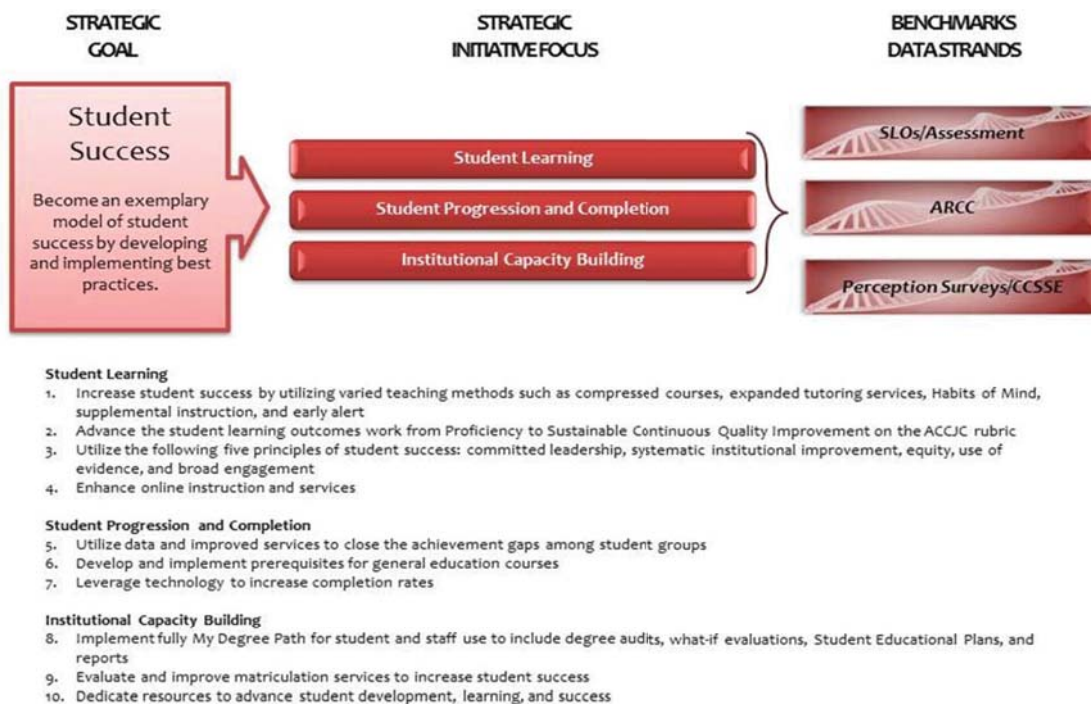 STRATEGIC
GOAL
STRATEGIC
INITIATIVE FOCUS
BENCHMARKS
DATA STRANDS
Student
Success
Become an exemplary
model of student
success by developing
and implementing best
practices.
Student Learning
Student Progression and Completion
Institutional Capacity Building
SLOs/Assessment
ARCC
Perception Surveys/CCSSE
Student Learning
1. Increase student success by utilizing varied teaching methods such as compressed courses, expanded tutoring services, Habits of Mind,
supplemental instruction, and early alert
2. Advance the student learning outcomes work from Proficiency to Sustainable Continuous Quality Improvement on the ACCJC rubric
3. Utilize the following five principles of student success: committed leadership, systematic institutional improvement, equity, use of
evidence, and broad engagement
4. Enhance online instruction and services
Student Progression and Completion
5. Utilize data and improved services to close the achievement gaps among student groups
6. Develop and implement prerequisites for general education courses
7. Leverage technology to increase completion rates
Institutional Capacity Building
8. Implement fully My Degree Path for student and staff use to include degree audits, what-if evaluations, Student Educational Plans, and
reports
9. Evaluate and improve matriculation services to increase student success
10. Dedicate resources to advance student development, learning, and success